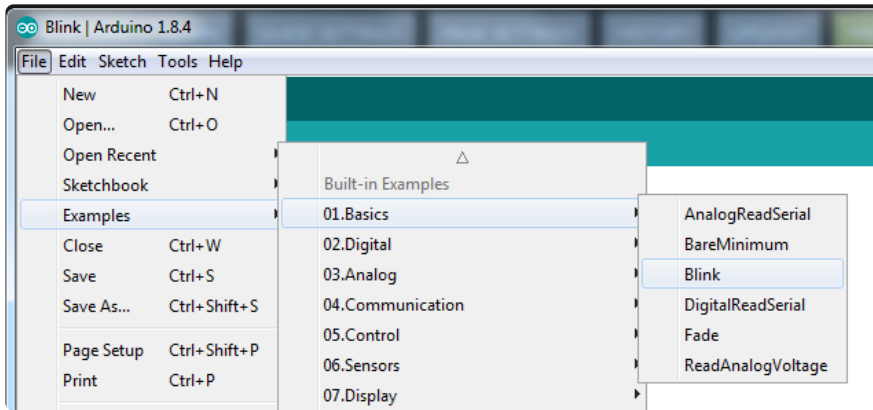 Blink | Arduino 1.8.4
File Edit Sketch Tools Help
New Ctrl+N
Open... Ctrl+O
Open Recent
Sketchbook
Examples
Close Ctrl+W
Save Ctrl+S
Save As... Ctrl+Shift+S
Page Setup Ctrl+Shift+P
Print Ctrl+P
Built-in Examples
01.Basics
02.Digital
03.Analog
04.Communication
05.Control
06.Sensors
07.Display
AnalogReadSerial
BareMinimum
Blink
DigitalReadSerial
Fade
ReadAnalogVoltage